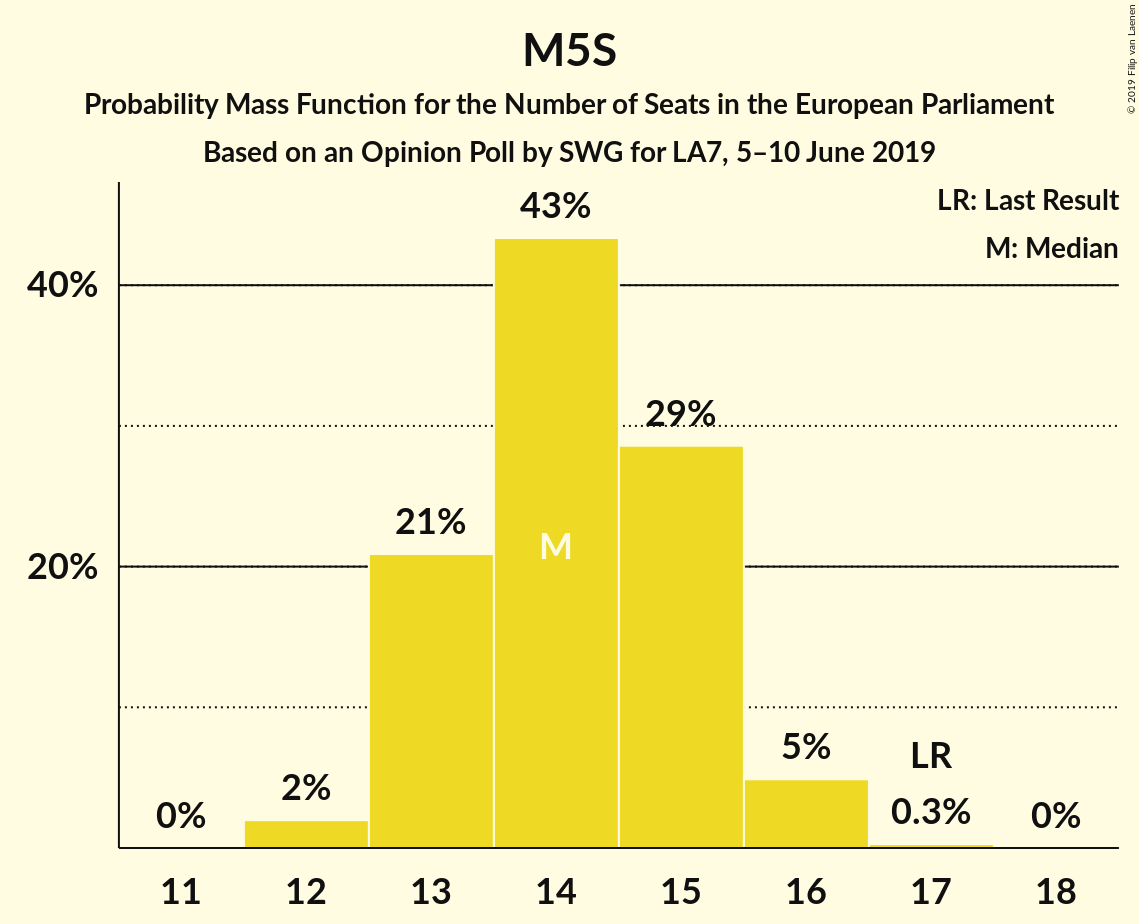 M5S
Probability Mass Function for the Number of Seats in the European Parliament
Based on an Opinion Poll by SWG for LA7, 5–10 June 2019
© 2019 Filip van Laenen
LR: Last Result
M: Median
43%
40%
29%
21%
M
20%
5%
LR
2%
0%
0.3%
0%
11 12 13 14 15 16 17 18